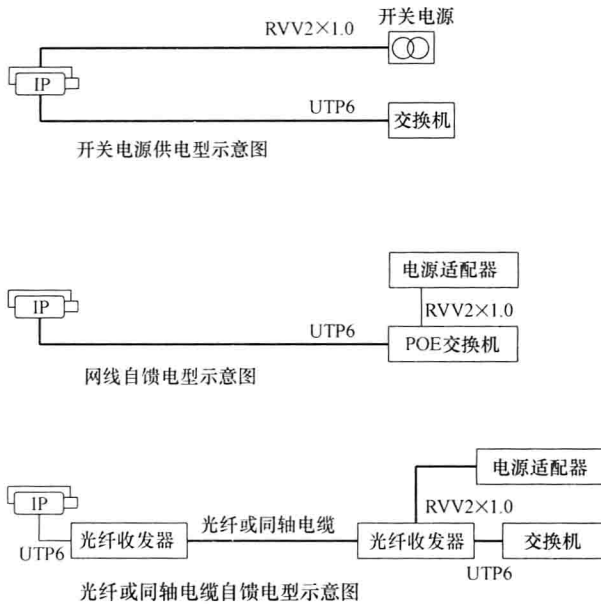 开关电源
RVV2×1.0
IP
UTP6
交换机
开关电源供电型示意图
电源适配器
IP
RVV2×1.0
UTP6
POE交换机
网线自馈电型示意图
电源适配器
IP
RVV2×1.0
光纤或同轴电缆
光纤收发器
光纤收发器
交换机
UTP6
UTP6
光纤或同轴电缆自馈电型示意图